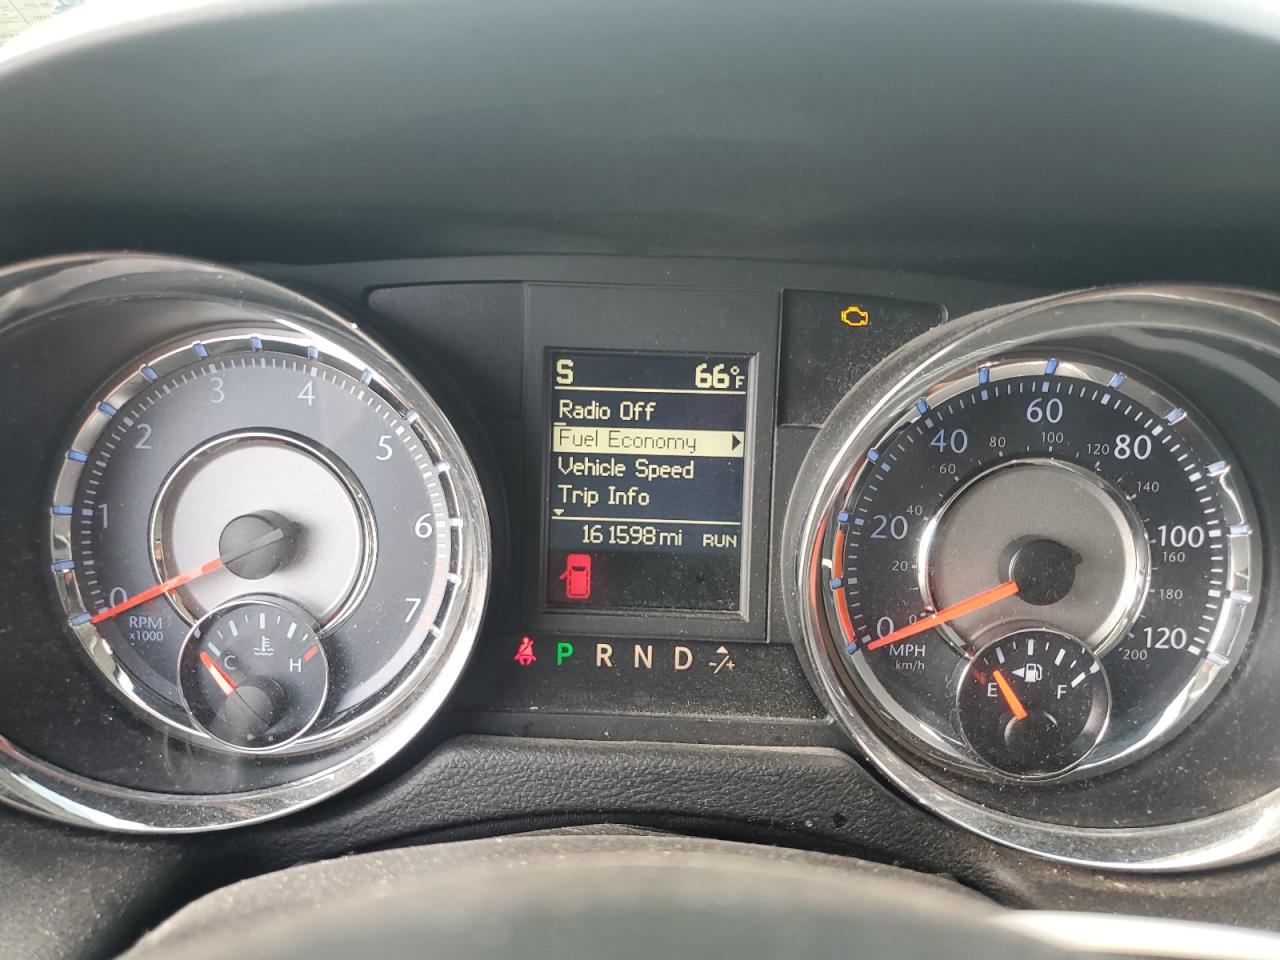 S 66°F
Radio Off
Fuel Economy
Vehicle Speed
Trip Info
161598 mi RUN
P R N D -/+
0 1 2 3 4 5 6 7
RPM
x1000
C H
0 20 40 60 80 100 120
0 20 40 60 80 100 120 140 160 180 200
MPH
km/h
E F